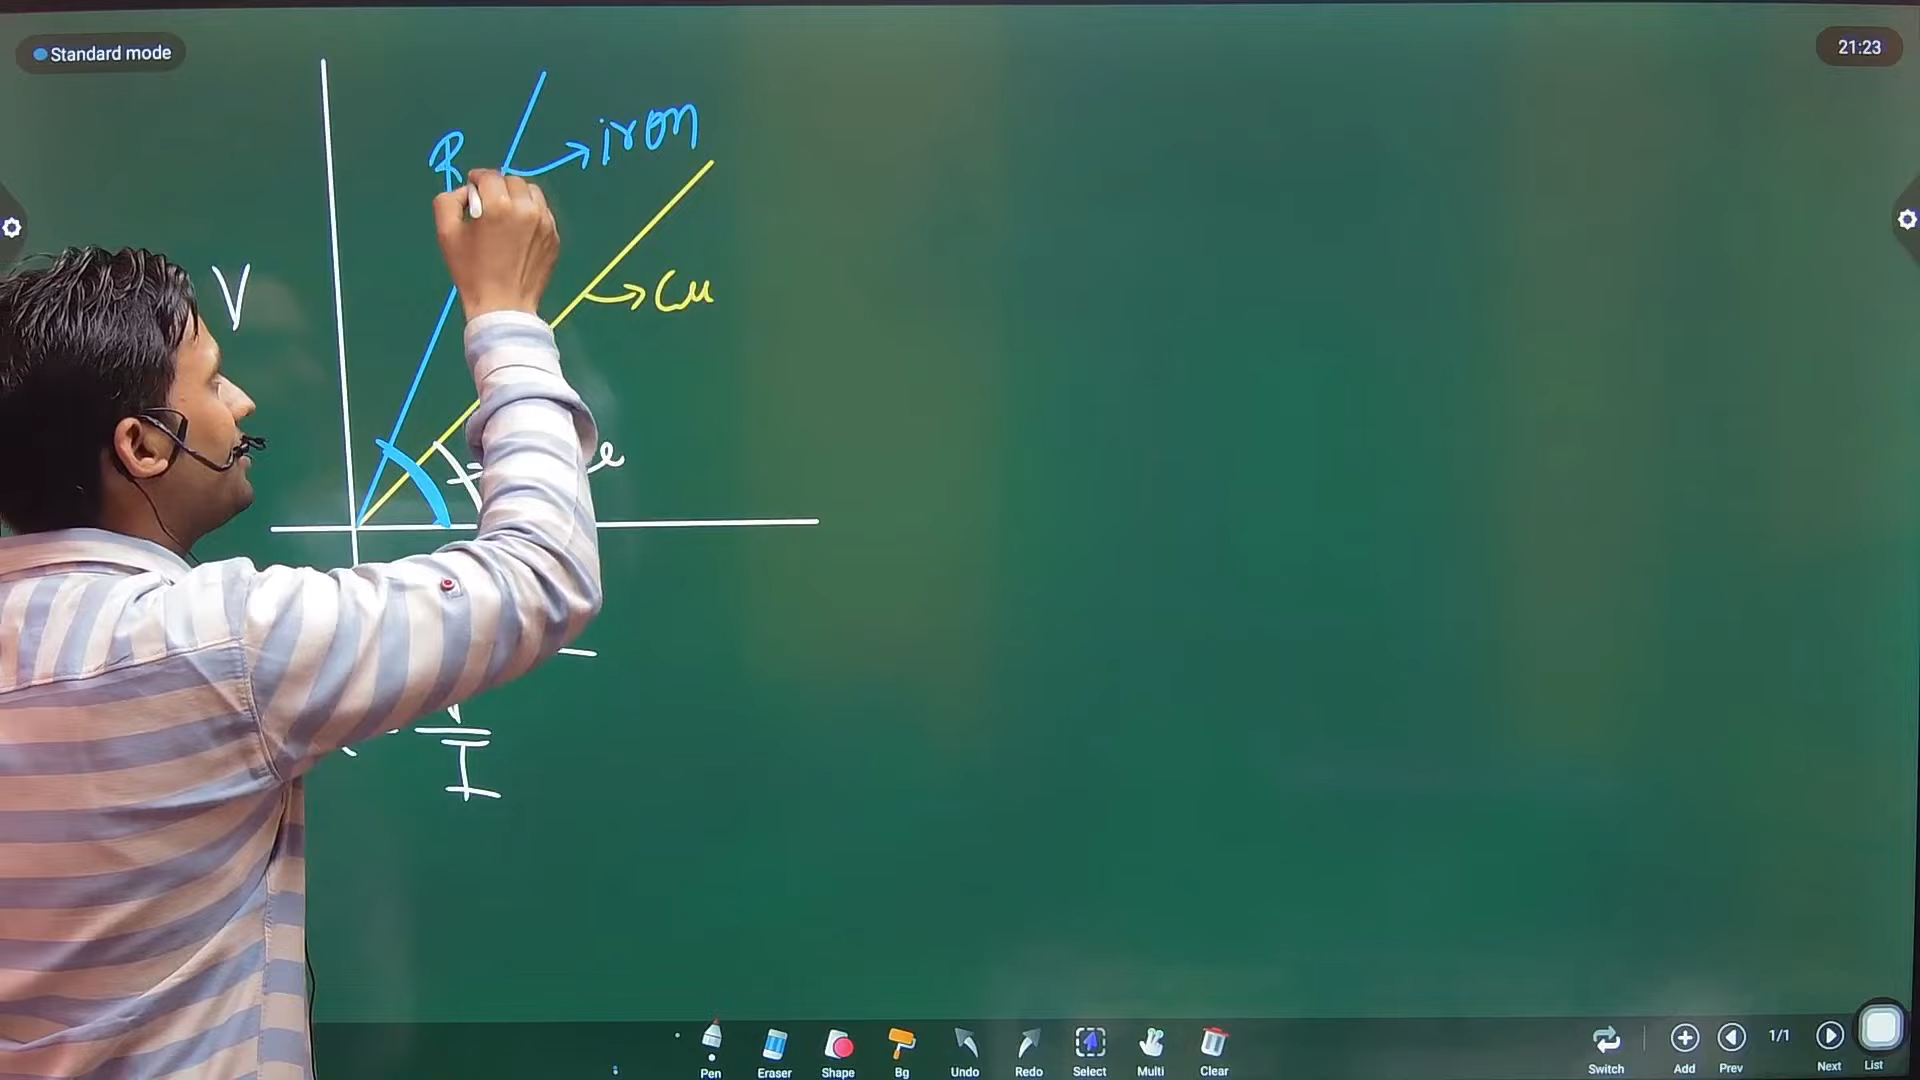 Standard mode
21:23
R
iron
V
Cu
I
Pen
Eraser
Shape
Bg
Undo
Redo
Select
Multi
Clear
Switch
Add
Prev
1/1
Next
List